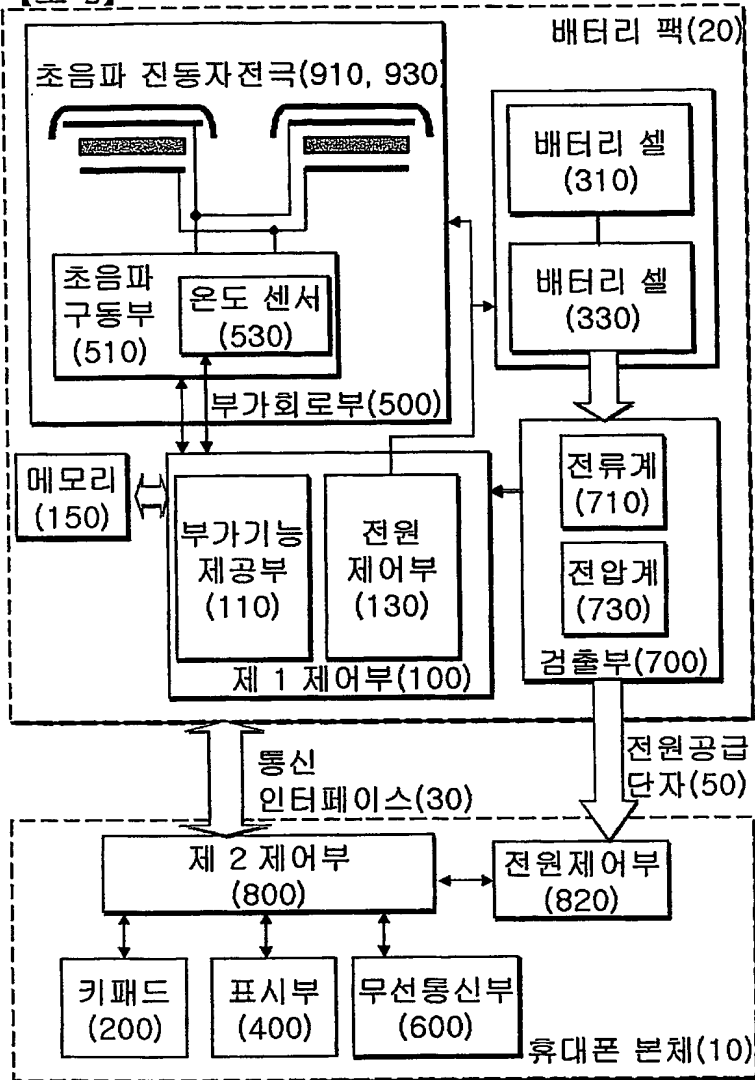 배터리 팩(20)
초음파 진동자전극(910, 930)
배터리 셀
(310)
배터리 셀
(330)
초음파
구동부
(510)
온도 센서
(530)
부가회로부(500)
메모리
(150)
부가기능
제공부
(110)
전원
제어부
(130)
제 1 제어부(100)
전류계
(710)
전압계
(730)
검출부(700)
통신
인터페이스(30)
전원공급
단자(50)
제 2 제어부
(800)
전원제어부
(820)
키패드
(200)
표시부
(400)
무선통신부
(600)
휴대폰 본체(10)